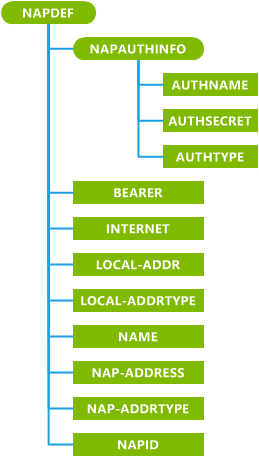 NAPDEF
NAPAUTHINFO
AUTHNAME
AUTHSECRET
AUTHTYPE
BEARER
INTERNET
LOCAL-ADDR
LOCAL-ADDRTYPE
NAME
NAP-ADDRESS
NAP-ADDRTYPE
NAPID